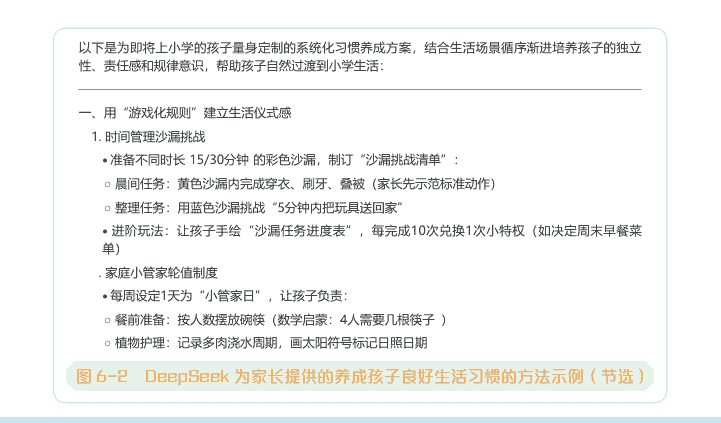 以下是为即将上小学的孩子量身定制的系统化习惯养成方案，结合生活场景循序渐进培养孩子的独立
性、责任感和规律意识，帮助孩子自然过渡到小学生活：
一、用“游戏化规则”建立生活仪式感
1. 时间管理沙漏挑战
• 准备不同时长 15/30分钟 的彩色沙漏，制订“沙漏挑战清单”：
○ 晨间任务：黄色沙漏内完成穿衣、刷牙、叠被（家长先示范标准动作）
○ 整理任务：用蓝色沙漏挑战“5分钟内把玩具送回家”
• 进阶玩法：让孩子手绘“沙漏任务进度表”，每完成10次兑换1次小特权（如决定周末早餐菜
单）
. 家庭小管家轮值制度
• 每周设定1天为“小管家日”，让孩子负责：
○ 餐前准备：按人数摆放碗筷（数学启蒙：4人需要几根筷子 ）
○ 植物护理：记录多肉浇水周期，画太阳符号标记日照日期
图 6-2 DeepSeek 为家长提供的养成孩子良好生活习惯的方法示例（节选）